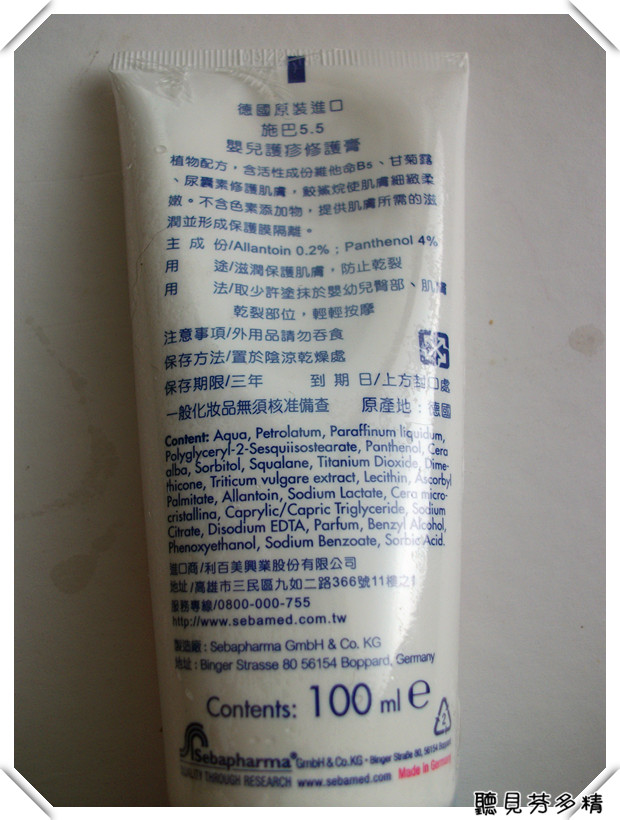 德國原裝進口
施巴5.5
嬰兒護疹修護膏
植物配方，含活性成份維他命B5、甘菊露
、尿囊素修護肌膚，鮫鯊烷使肌膚細緻柔
嫩。不含色素添加物，提供肌膚所需的滋
潤並形成保護膜隔離。
主成份/Allantoin 0.2%；Panthenol 4%
用　　途/滋潤保護肌膚，防止乾裂
用　　法/取少許塗抹於嬰幼兒臀部、肌膚
乾裂部位，輕輕按摩
注意事項/外用品請勿吞食
保存方法/置於陰涼乾燥處
保存期限/三年　　到期日/上方封口處
一般化妝品無須核准備查　　原產地：德國
Content: Aqua, Petrolatum, Paraffinum liquidum,
Polyglyceryl-2-Sesquiisostearate, Panthenol, Cera
alba, Sorbitol, Squalane, Titanium Dioxide, Dime-
thicone, Triticum vulgare extract, Lecithin, Ascorbyl
Palmitate, Allantoin, Sodium Lactate, Cera micro-
cristallina, Caprylic/Capric Triglyceride, Sodium
Citrate, Disodium EDTA, Parfum, Benzyl Alcohol,
Phenoxyethanol, Sodium Benzoate, Sorbic Acid.
進口商/利百美興業股份有限公司
地址/高雄市三民區九如二路366號11樓之1
服務專線/0800-000-755
http://www.sebamed.com.tw
製造廠：Sebapharma GmbH & Co. KG
地址：Binger Strasse 80 56154 Boppard, Germany
Contents: 100 ml e
2
Sebapharma® GmbH & Co. KG • Binger Straße 80, 56154 Boppard
QUALITY THROUGH RESEARCH www.sebamed.com Made in Germany
聽見芬多精